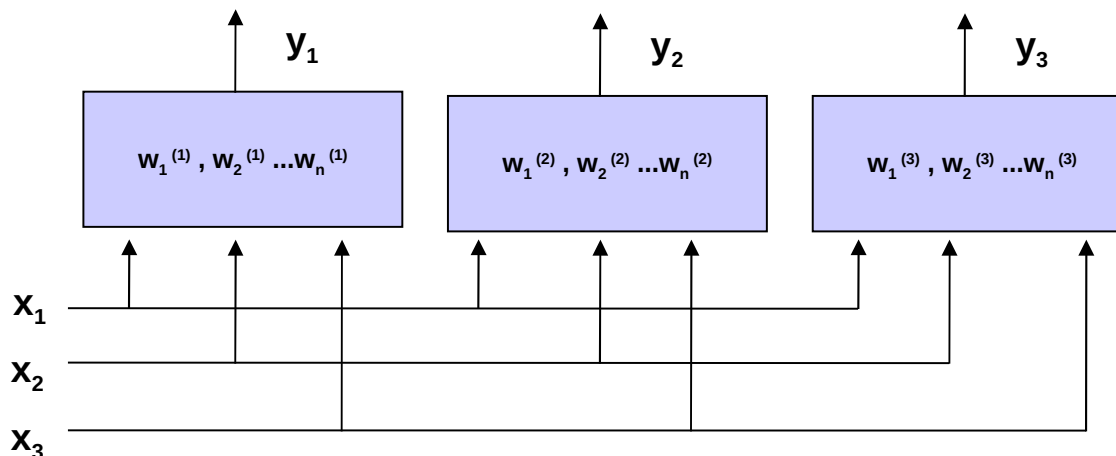 y₁ y₂ y₃
w₁⁽¹⁾ , w₂⁽¹⁾ ...wₙ⁽¹⁾
w₁⁽²⁾ , w₂⁽²⁾ ...wₙ⁽²⁾
w₁⁽³⁾ , w₂⁽³⁾ ...wₙ⁽³⁾
x₁
x₂
x₃